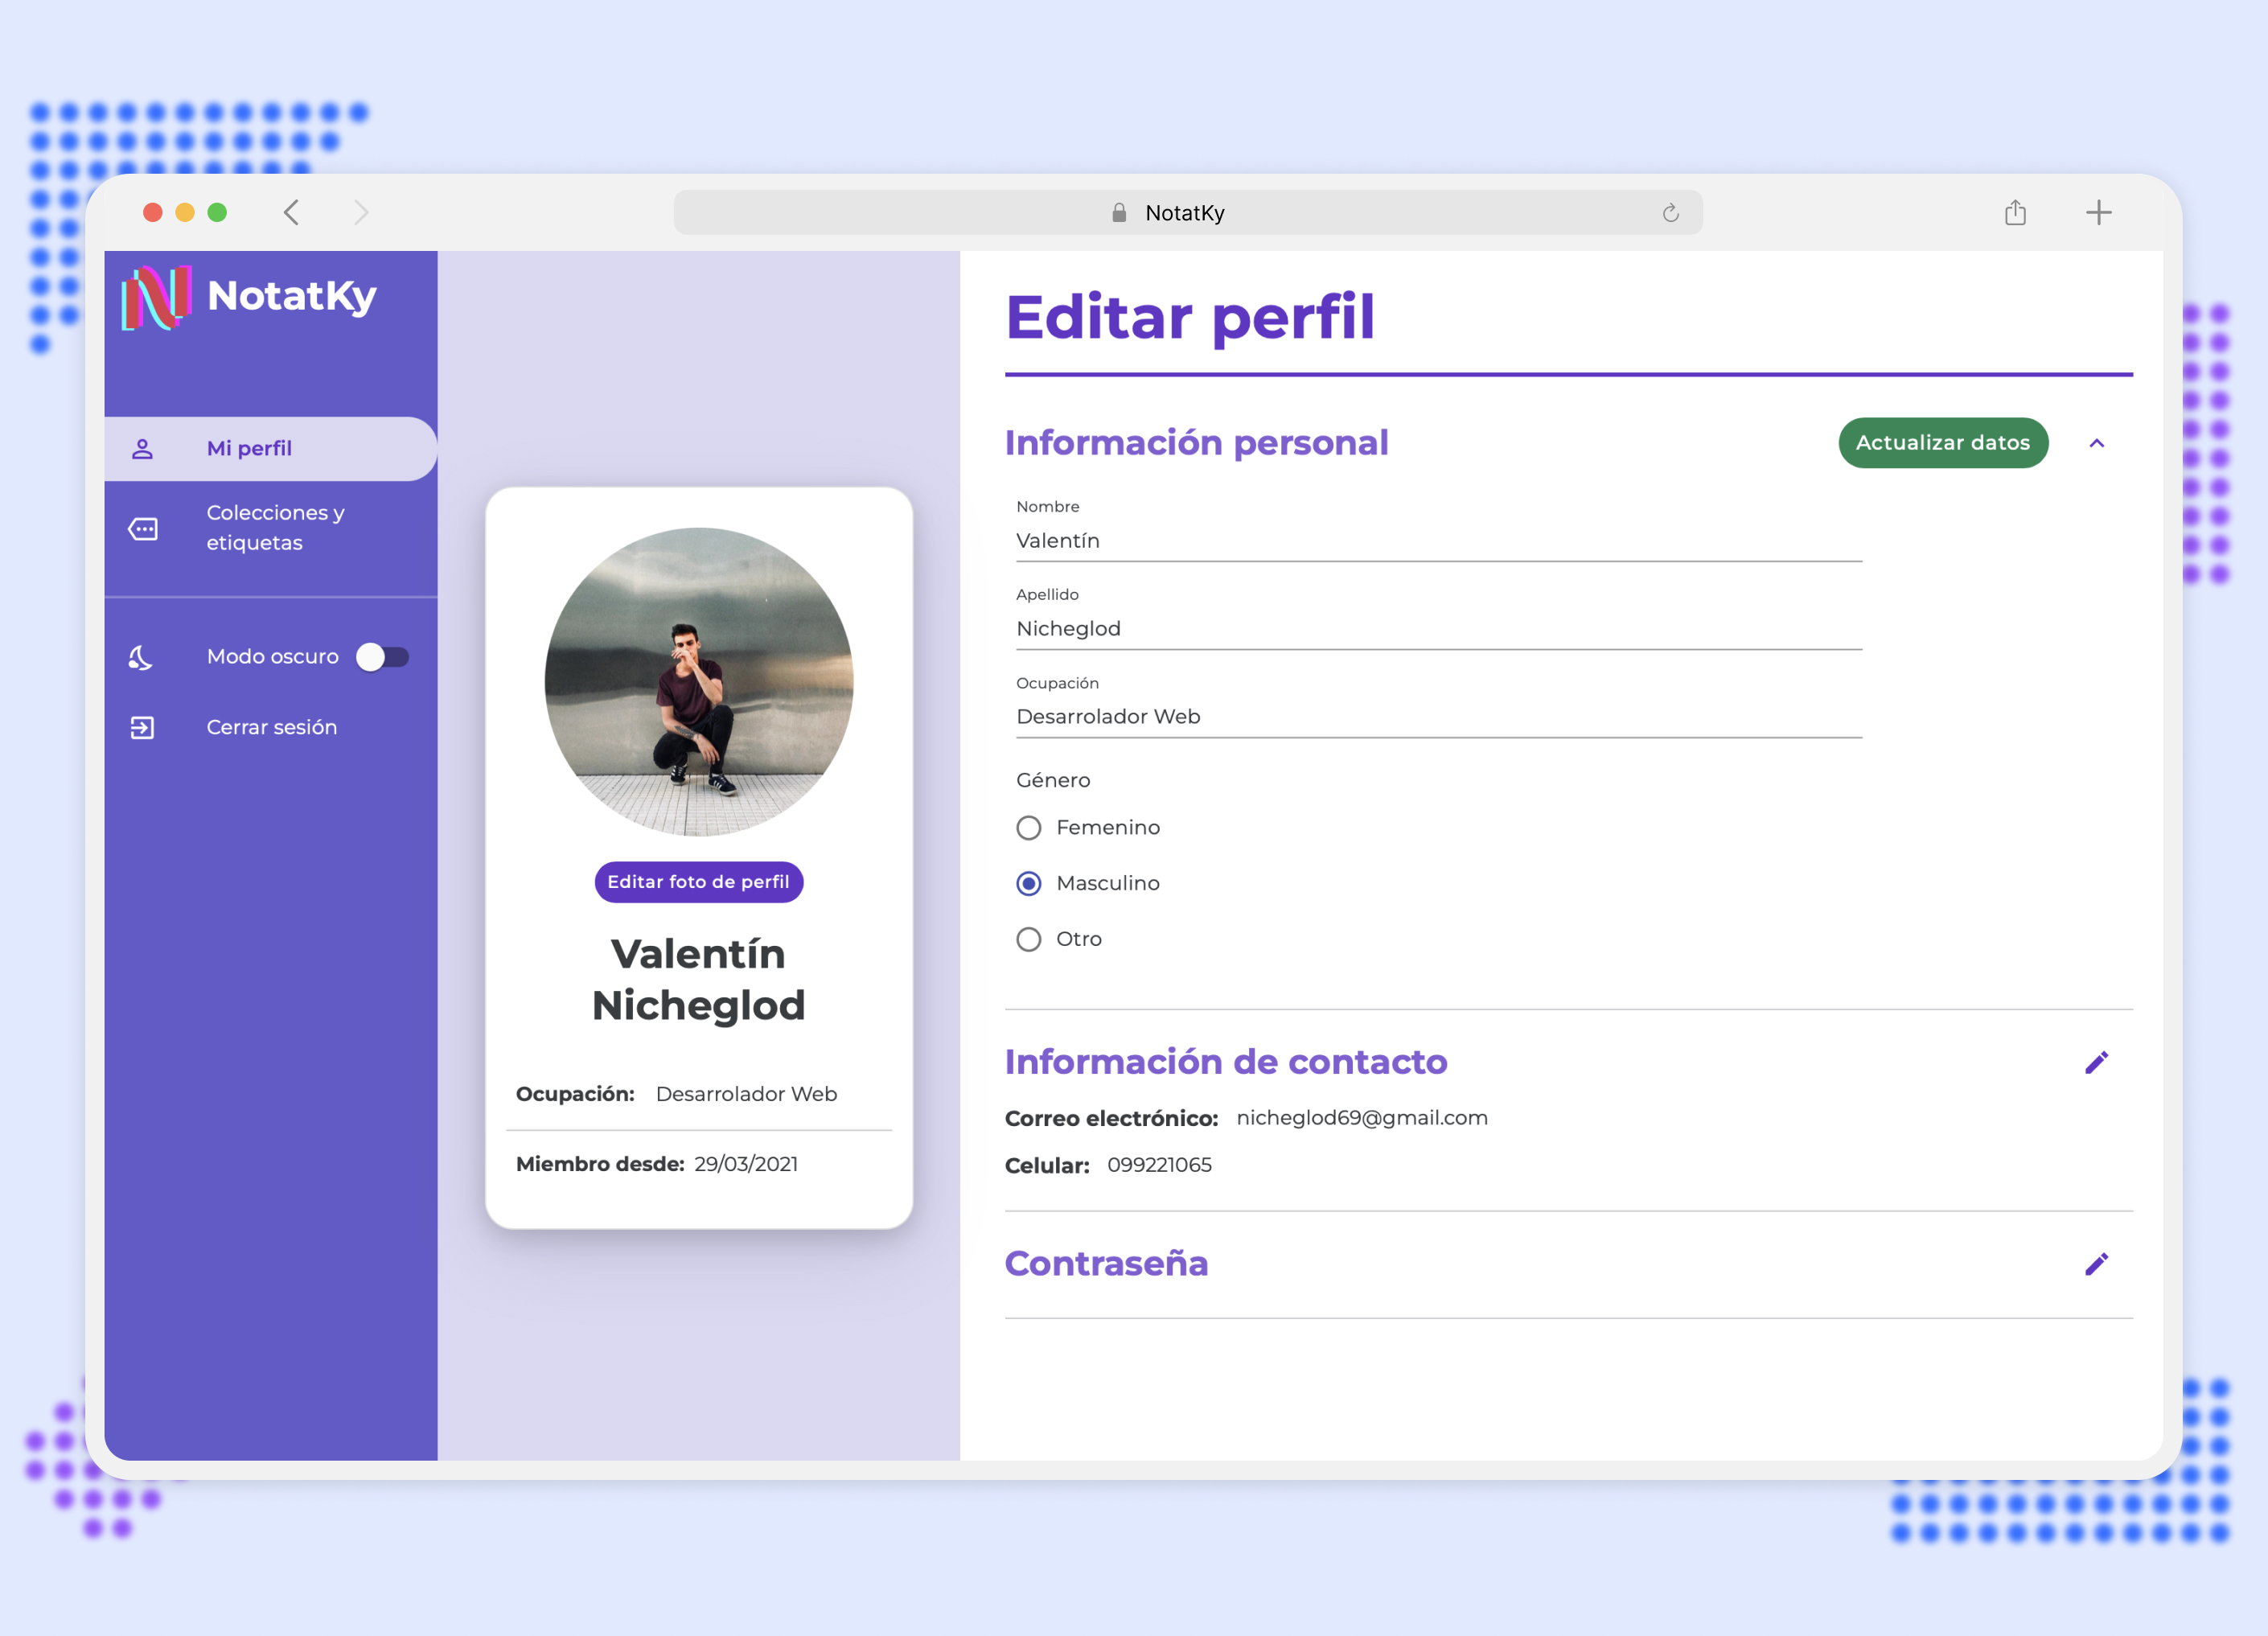 NotatKy
NotatKy
Mi perfil
Colecciones y
etiquetas
Modo oscuro
Cerrar sesión
Editar foto de perfil
Valentín
Nicheglod
Ocupación: Desarrolador Web
Miembro desde: 29/03/2021
Editar perfil
Información personal
Actualizar datos
Nombre
Valentín
Apellido
Nicheglod
Ocupación
Desarrolador Web
Género
Femenino
Masculino
Otro
Información de contacto
Correo electrónico: nicheglod69@gmail.com
Celular: 099221065
Contraseña